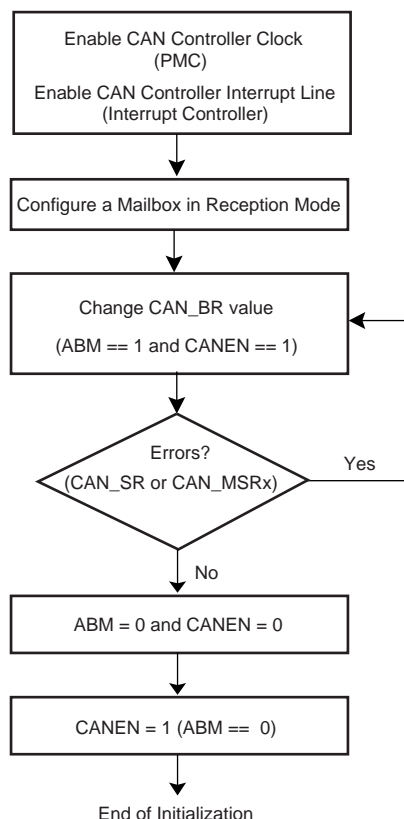 Enable CAN Controller Clock
(PMC)
Enable CAN Controller Interrupt Line
(Interrupt Controller)
Configure a Mailbox in Reception Mode
Change CAN_BR value
(ABM == 1 and CANEN == 1)
Errors?
(CAN_SR or CAN_MSRx)
Yes
No
ABM = 0 and CANEN = 0
CANEN = 1 (ABM == 0)
End of Initialization